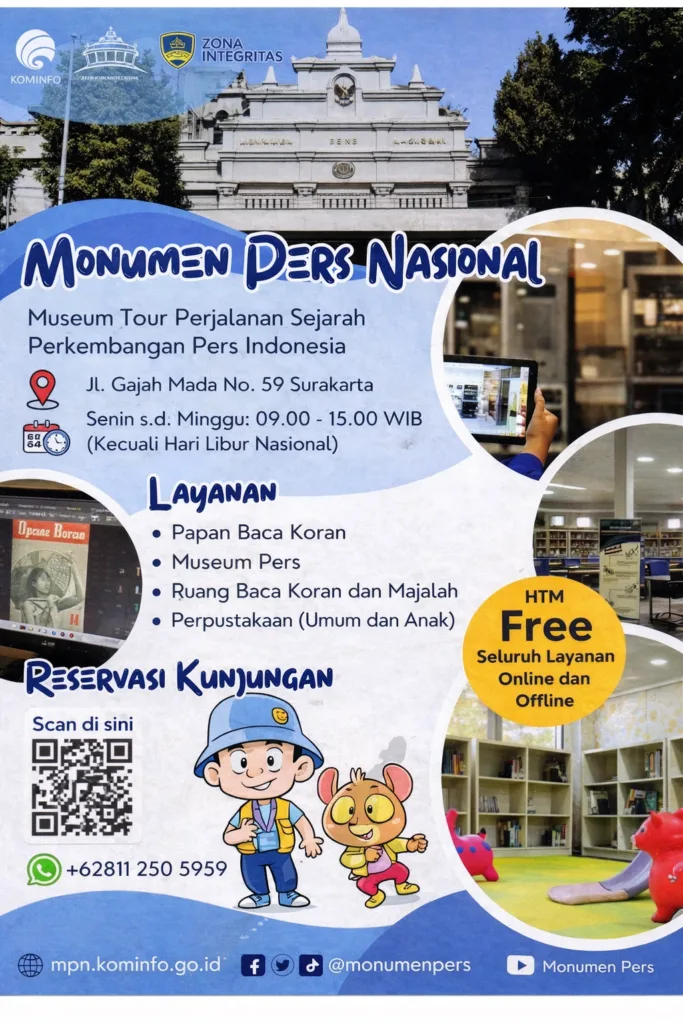 KOMINFO
ZONA
INTEGRITAS
MONUMEN PERS NASIONAL
Museum Tour Perjalanan Sejarah
Perkembangan Pers Indonesia
Jl. Gajah Mada No. 59 Surakarta
Senin s.d. Minggu: 09.00 - 15.00 WIB
(Kecuali Hari Libur Nasional)
LAYANAN
• Papan Baca Koran
• Museum Pers
• Ruang Baca Koran dan Majalah
• Perpustakaan (Umum dan Anak)
HTM
Free
Seluruh Layanan
Online dan
Offline
RESERVASI KUNJUNGAN
Scan di sini
+62811 250 5959
mpn.kominfo.go.id
@monumenpers
Monumen Pers